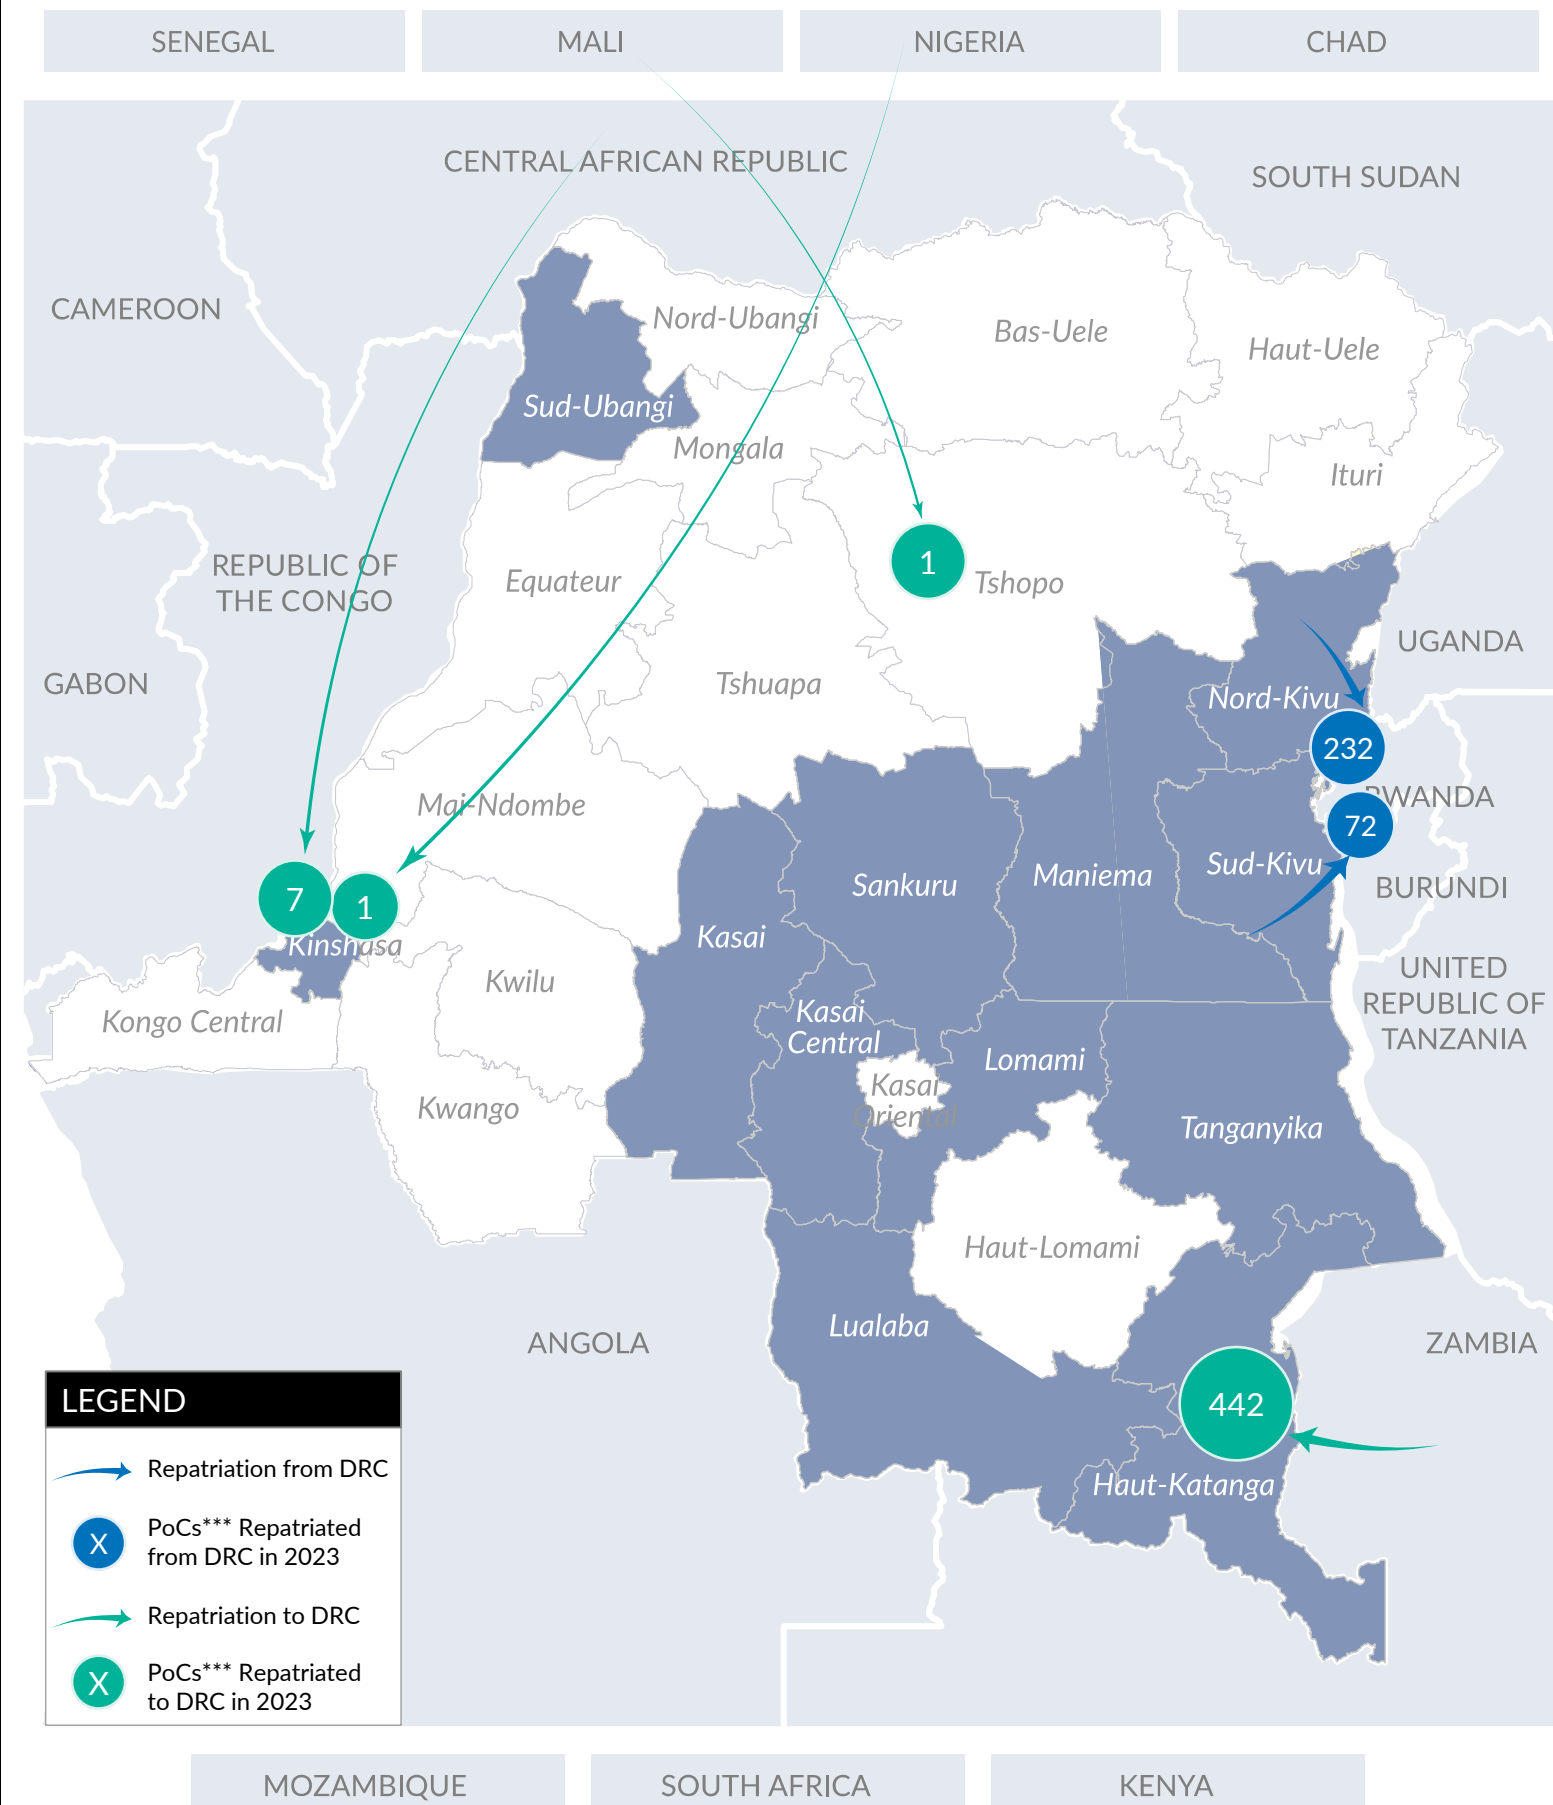 SENEGAL
MALI
NIGERIA
CHAD
CENTRAL AFRICAN REPUBLIC
SOUTH SUDAN
CAMEROON
Nord-Ubangi
Bas-Uele
Haut-Uele
Sud-Ubangi
Mongala
Ituri
REPUBLIC OF
THE CONGO
Equateur
1
Tshopo
UGANDA
GABON
Tshuapa
Nord-Kivu
232
Mai-Ndombe
RWANDA
72
Sud-Kivu
Maniema
Sankuru
BURUNDI
7
1
Kinshasa
Kasai
UNITED
REPUBLIC OF
TANZANIA
Kwilu
Kongo Central
Kasai
Central
Lomami
Kasai
Oriental
Kwango
Tanganyika
Haut-Lomami
Lualaba
ANGOLA
ZAMBIA
442
Haut-Katanga
LEGEND
Repatriation from DRC
X
PoCs*** Repatriated
from DRC in 2023
Repatriation to DRC
X
PoCs*** Repatriated
to DRC in 2023
MOZAMBIQUE
SOUTH AFRICA
KENYA